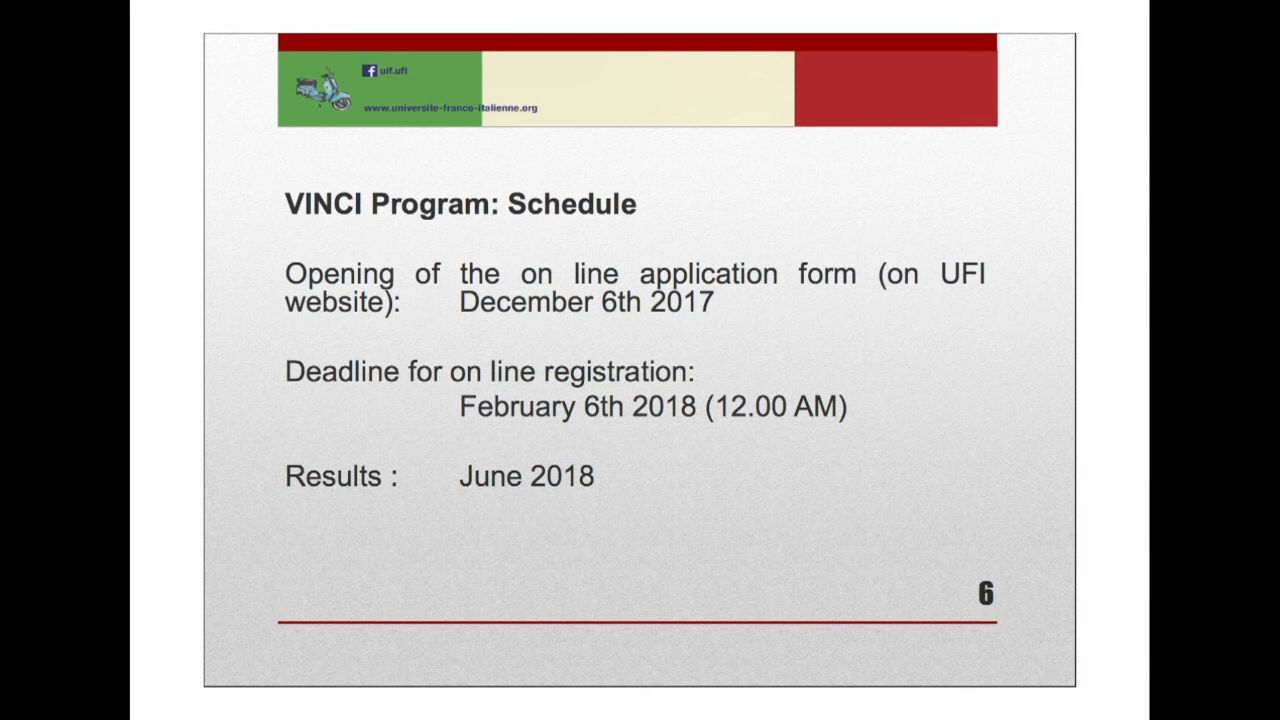 uif.ufi
www.universite-franco-italienne.org
VINCI Program: Schedule
Opening of the on line application form (on UFI
website): December 6th 2017
Deadline for on line registration:
February 6th 2018 (12.00 AM)
Results : June 2018
6